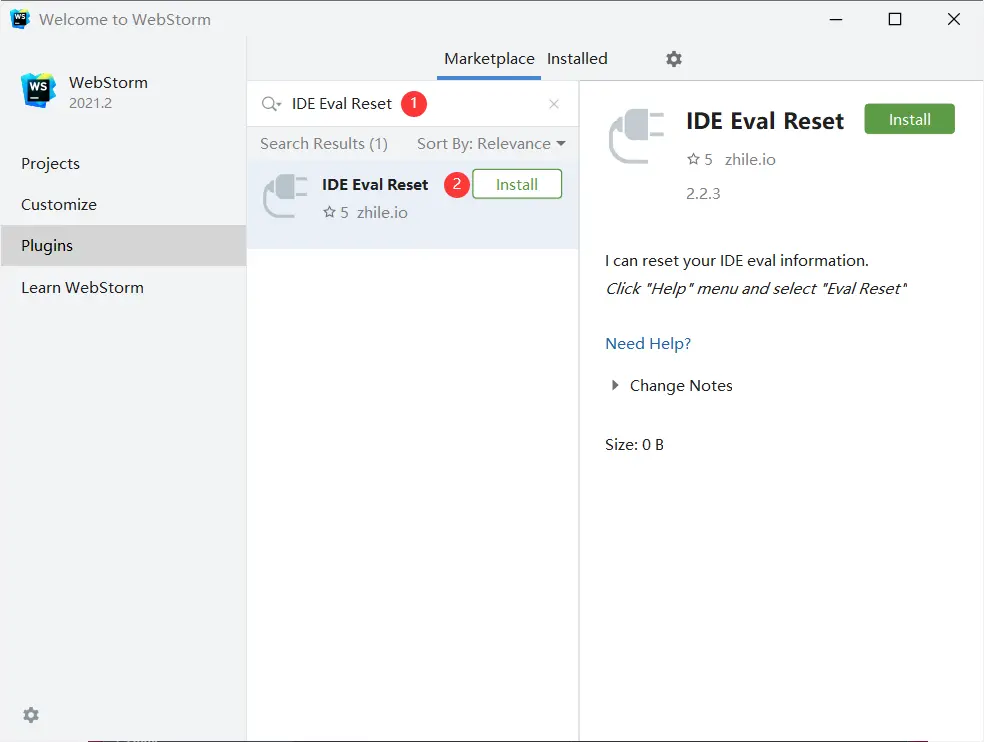 WS Welcome to WebStorm
Marketplace Installed
WS WebStorm
2021.2
Projects
Customize
Plugins
Learn WebStorm
IDE Eval Reset 1
Search Results (1) Sort By: Relevance
IDE Eval Reset 2 Install
5 zhile.io
IDE Eval Reset Install
5 zhile.io
2.2.3
I can reset your IDE eval information.
Click "Help" menu and select "Eval Reset"
Need Help?
Change Notes
Size: 0 B